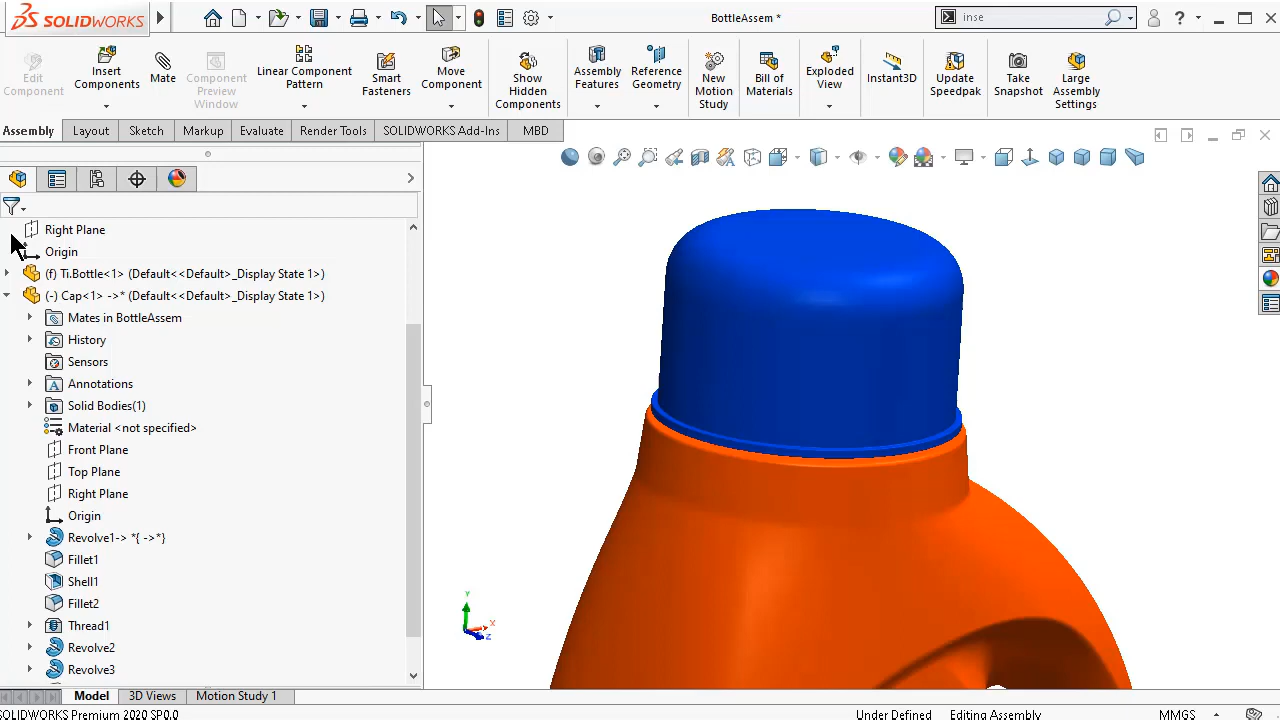 SOLIDWORKS
BottleAssem *
inse
Edit Component
Insert Components
Mate
Component Preview Window
Linear Component Pattern
Smart Fasteners
Move Component
Show Hidden Components
Assembly Features
Reference Geometry
New Motion Study
Bill of Materials
Exploded View
Instant3D
Update Speedpak
Take Snapshot
Large Assembly Settings
Assembly
Layout
Sketch
Markup
Evaluate
Render Tools
SOLIDWORKS Add-Ins
MBD
Right Plane
Origin
(f) Ti.Bottle<1> (Default<<Default>_Display State 1>)
(-) Cap<1> ->* (Default<<Default>_Display State 1>)
Mates in BottleAssem
History
Sensors
Annotations
Solid Bodies(1)
Material <not specified>
Front Plane
Top Plane
Right Plane
Origin
Revolve1-> *{ ->*}
Fillet1
Shell1
Fillet2
Thread1
Revolve2
Revolve3
Y
X
Z
Model
3D Views
Motion Study 1
SOLIDWORKS Premium 2020 SP0.0
Under Defined
Editing Assembly
MMGS